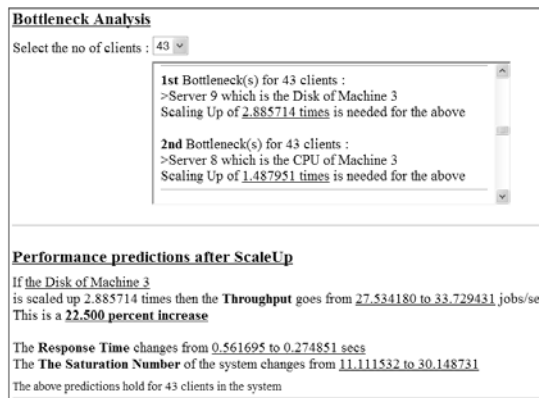 Bottleneck Analysis
Select the no of clients : 43
1st Bottleneck(s) for 43 clients :
>Server 9 which is the Disk of Machine 3
Scaling Up of 2.885714 times is needed for the above
2nd Bottleneck(s) for 43 clients :
>Server 8 which is the CPU of Machine 3
Scaling Up of 1.487951 times is needed for the above
Performance predictions after ScaleUp
If the Disk of Machine 3
is scaled up 2.885714 times then the Throughput goes from 27.534180 to 33.729431 jobs/se
This is a 22.500 percent increase
The Response Time changes from 0.561695 to 0.274851 secs
The The Saturation Number of the system changes from 11.111532 to 30.148731
The above predictions hold for 43 clients in the system